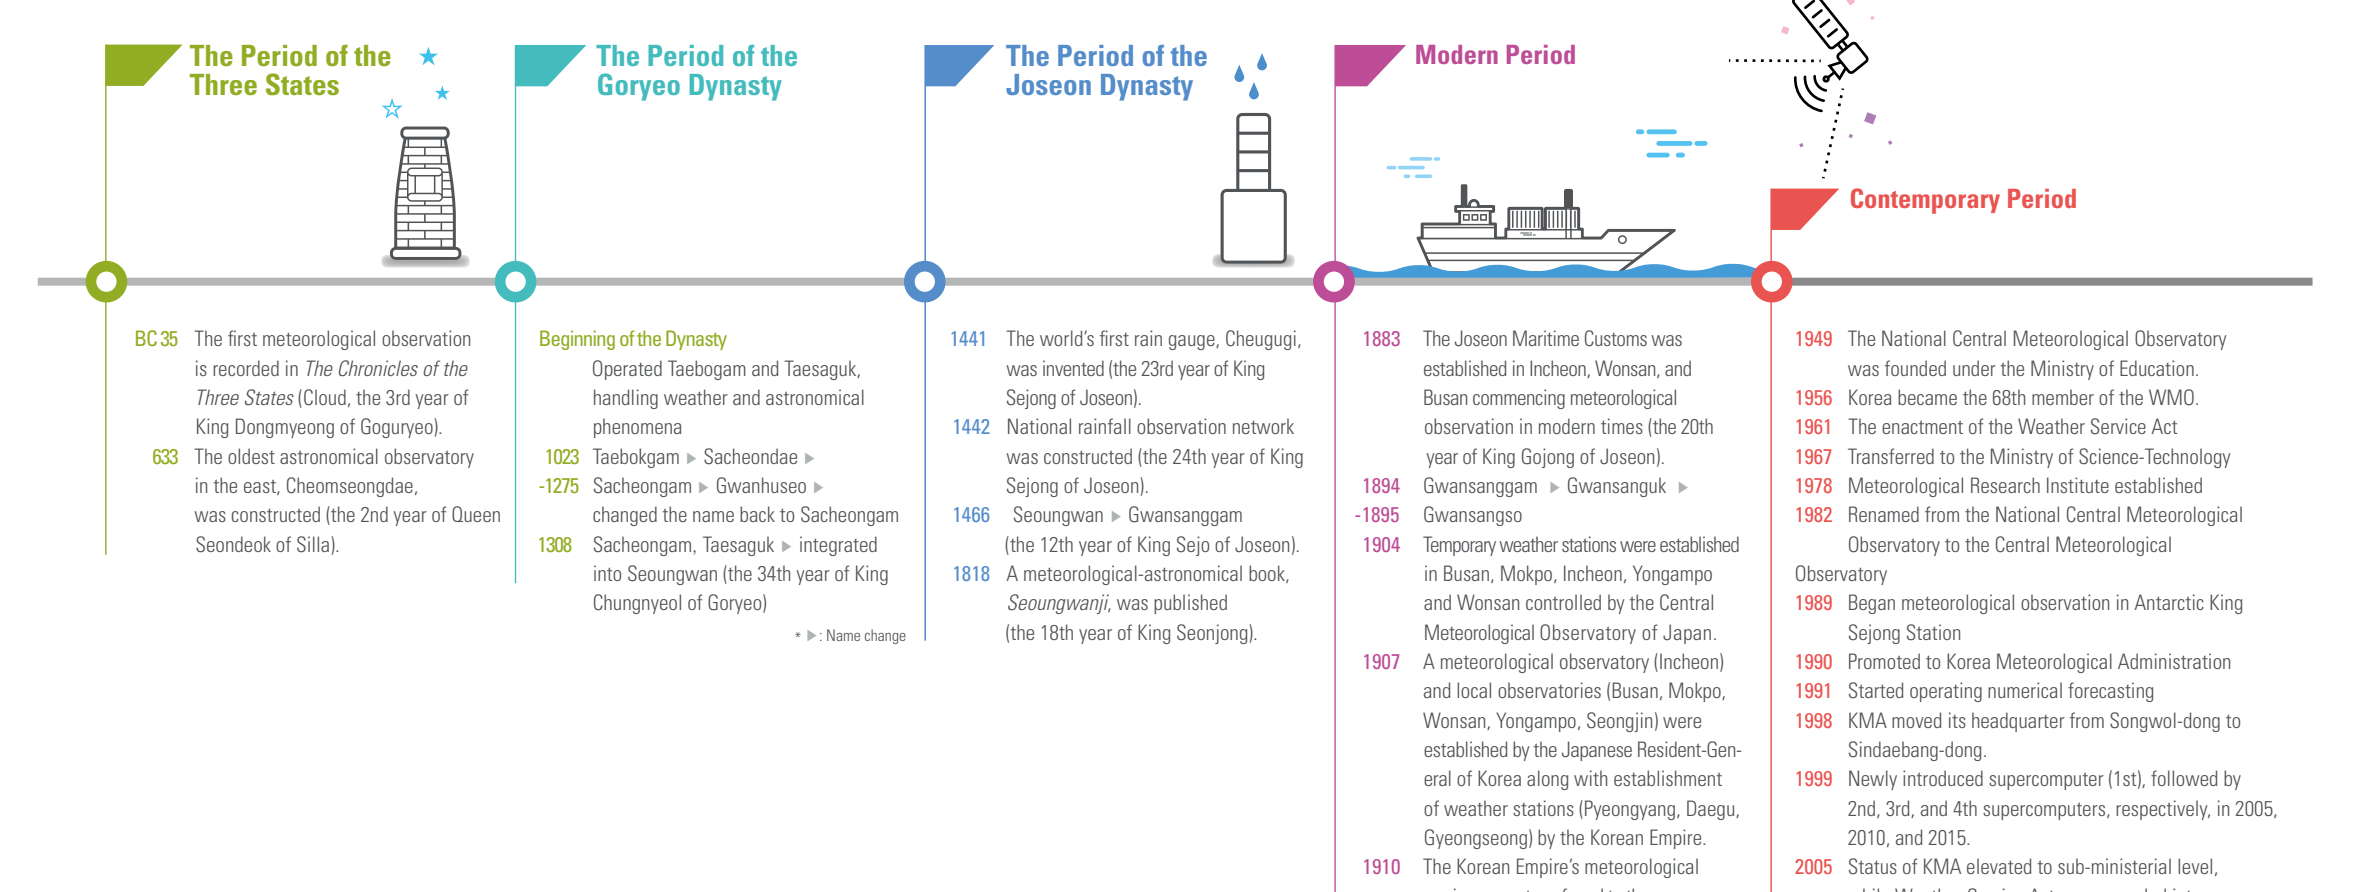 The Period of the
Three States
BC 35 The first meteorological observation
is recorded in The Chronicles of the
Three States (Cloud, the 3rd year of
King Dongmyeong of Goguryeo).
633 The oldest astronomical observatory
in the east, Cheomseongdae,
was constructed (the 2nd year of Queen
Seondeok of Silla).
The Period of the
Goryeo Dynasty
Beginning of the Dynasty
Operated Taebogam and Taesaguk,
handling weather and astronomical
phenomena
1023 Taebokgam ▶ Sacheondae ▶
-1275 Sacheongam ▶ Gwanhuseo ▶
changed the name back to Sacheongam
1308 Sacheongam, Taesaguk ▶ integrated
into Seoungwan (the 34th year of King
Chungnyeol of Goryeo)
* ▶: Name change
The Period of the
Joseon Dynasty
1441 The world's first rain gauge, Cheugugi,
was invented (the 23rd year of King
Sejong of Joseon).
1442 National rainfall observation network
was constructed (the 24th year of King
Sejong of Joseon).
1466 Seoungwan ▶ Gwansanggam
(the 12th year of King Sejo of Joseon).
1818 A meteorological-astronomical book,
Seoungwanji, was published
(the 18th year of King Seonjong).
Modern Period
1883 The Joseon Maritime Customs was
established in Incheon, Wonsan, and
Busan commencing meteorological
observation in modern times (the 20th
year of King Gojong of Joseon).
1894 Gwansanggam ▶ Gwansanguk ▶
-1895 Gwansangso
1904 Temporary weather stations were established
in Busan, Mokpo, Incheon, Yongampo
and Wonsan controlled by the Central
Meteorological Observatory of Japan.
1907 A meteorological observatory (Incheon)
and local observatories (Busan, Mokpo,
Wonsan, Yongampo, Seongjin) were
established by the Japanese Resident-Gen-
eral of Korea along with establishment
of weather stations (Pyeongyang, Daegu,
Gyeongseong) by the Korean Empire.
1910 The Korean Empire's meteorological
Contemporary Period
1949 The National Central Meteorological Observatory
was founded under the Ministry of Education.
1956 Korea became the 68th member of the WMO.
1961 The enactment of the Weather Service Act
1967 Transferred to the Ministry of Science-Technology
1978 Meteorological Research Institute established
1982 Renamed from the National Central Meteorological
Observatory to the Central Meteorological
Observatory
1989 Began meteorological observation in Antarctic King
Sejong Station
1990 Promoted to Korea Meteorological Administration
1991 Started operating numerical forecasting
1998 KMA moved its headquarter from Songwol-dong to
Sindaebang-dong.
1999 Newly introduced supercomputer (1st), followed by
2nd, 3rd, and 4th supercomputers, respectively, in 2005,
2010, and 2015.
2005 Status of KMA elevated to sub-ministerial level,